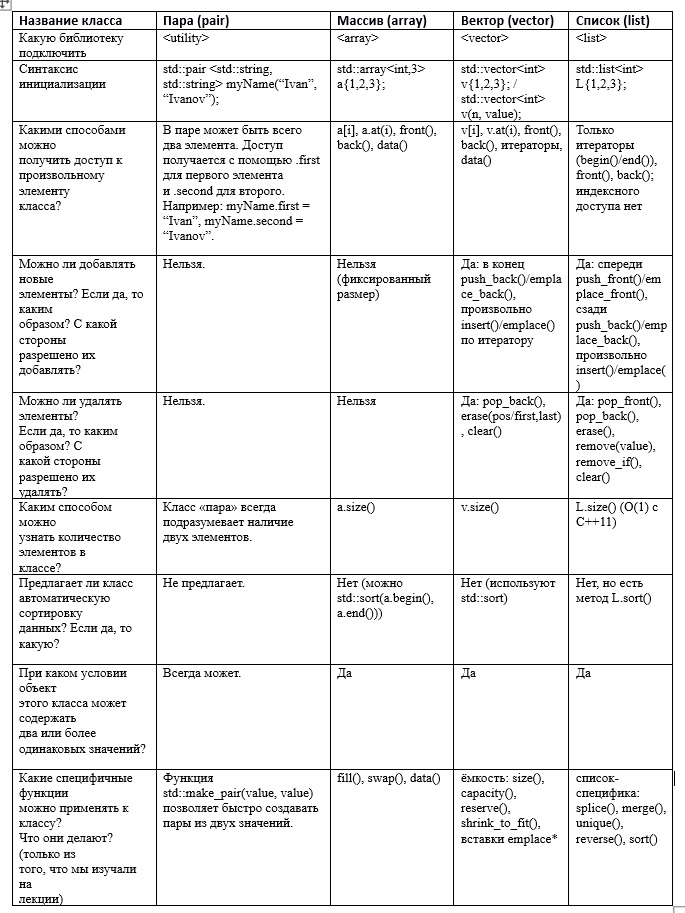 Название класса
Пара (pair)
Массив (array)
Вектор (vector)
Список (list)
Какую библиотеку
подключить
<utility>
<array>
<vector>
<list>
Синтаксис
инициализации
std::pair <std::string,
std::string> myName(“Ivan”,
“Ivanov”);
std::array<int,3>
a{1,2,3};
std::vector<int>
v{1,2,3}; /
std::vector<int>
v(n, value);
std::list<int>
L{1,2,3};
Какими способами
можно
получить доступ к
произвольному
элементу
класса?
В паре может быть всего
два элемента. Доступ
получается с помощью .first
для первого элемента
и .second для второго.
Например: myName.first =
“Ivan”, myName.second =
“Ivanov”.
a[i], a.at(i), front(),
back(), data()
v[i], v.at(i), front(),
back(), итераторы,
data()
Только
итераторы
(begin()/end()),
front(), back();
индексного
доступа нет
Можно ли добавлять
новые
элементы? Если да, то
каким
образом? С какой
стороны
разрешено их
добавлять?
Нельзя.
Нельзя
(фиксированный
размер)
Да: в конец
push_back()/empla
ce_back(),
произвольно
insert()/emplace()
по итератору
Да: спереди
push_front()/em
place_front(),
сзади
push_back()/emp
lace_back(),
произвольно
insert()/emplace(
)
Можно ли удалять
элементы?
Если да, то каким
образом? С
какой стороны
разрешено их
удалять?
Нельзя.
Нельзя
Да: pop_back(),
erase(pos/first,last)
, clear()
Да: pop_front(),
pop_back(),
erase(),
remove(value),
remove_if(),
clear()
Каким способом
можно
узнать количество
элементов в
классе?
Класс «пара» всегда
подразумевает наличие
двух элементов.
a.size()
v.size()
L.size() (O(1) с
C++11)
Предлагает ли класс
автоматическую
сортировку
данных? Если да, то
какую?
Не предлагает.
Нет (можно
std::sort(a.begin(),
a.end()))
Нет (используют
std::sort)
Нет, но есть
метод L.sort()
При каком условии
объект
этого класса может
содержать
два или более
одинаковых значений?
Всегда может.
Да
Да
Да
Какие специфичные
функции
можно применять к
классу?
Что они делают?
(только из
того, что мы изучали
на
лекции)
Функция
std::make_pair(value, value)
позволяет быстро создавать
пары из двух значений.
fill(), swap(), data()
ёмкость: size(),
capacity(),
reserve(),
shrink_to_fit(),
вставки emplace*
список-
специфика:
splice(), merge(),
unique(),
reverse(), sort()